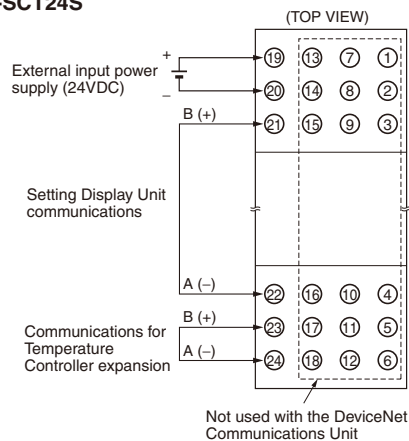 -SCT24S
(TOP VIEW)
+
External input power
supply (24VDC)
–
B (+)
19 13 7 1
20 14 8 2
21 15 9 3
Setting Display Unit
communications
A (–)
B (+)
A (–)
22 16 10 4
23 17 11 5
24 18 12 6
Communications for
Temperature
Controller expansion
Not used with the DeviceNet
Communications Unit